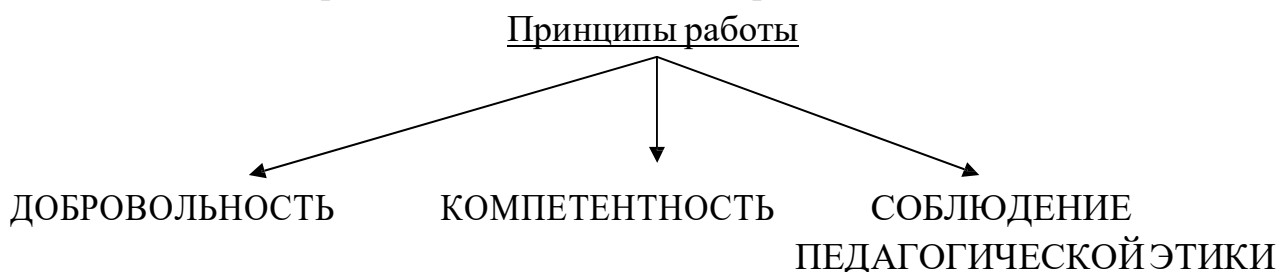 Принципы работы
ДОБРОВОЛЬНОСТЬ КОМПЕТЕНТНОСТЬ СОБЛЮДЕНИЕ
ПЕДАГОГИЧЕСКОЙ ЭТИКИ